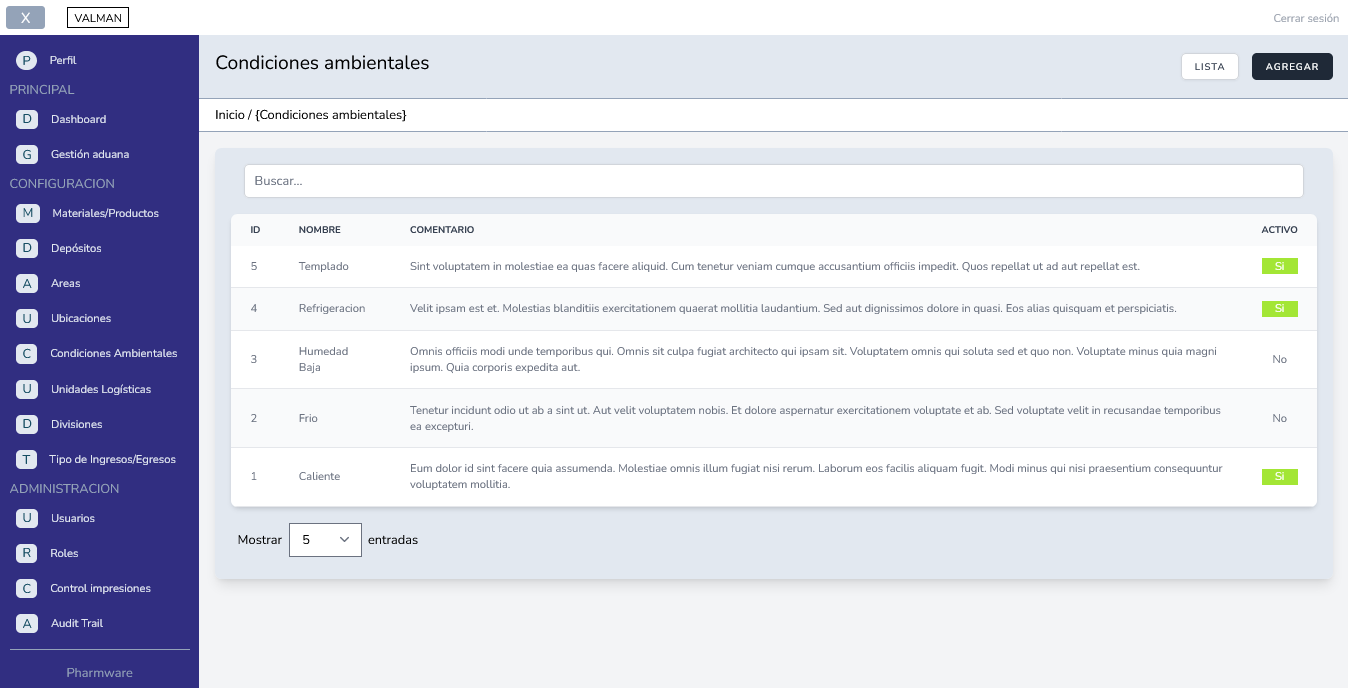 X VALMAN Cerrar sesión
P Perfil
PRINCIPAL
D Dashboard
G Gestión aduana
CONFIGURACION
M Materiales/Productos
D Depósitos
A Areas
U Ubicaciones
C Condiciones Ambientales
U Unidades Logísticas
D Divisiones
T Tipo de Ingresos/Egresos
ADMINISTRACION
U Usuarios
R Roles
C Control impresiones
A Audit Trail
Pharmware
Condiciones ambientales LISTA AGREGAR
Inicio / {Condiciones ambientales}
Buscar...
ID NOMBRE COMENTARIO ACTIVO
5 Templado Sint voluptatem in molestiae ea quas facere aliquid. Cum tenetur veniam cumque accusantium officiis impedit. Quos repellat ut ad aut repellat est. Si
4 Refrigeracion Velit ipsam est et. Molestias blanditiis exercitationem quaerat mollitia laudantium. Sed aut dignissimos dolore in quasi. Eos alias quisquam et perspiciatis. Si
3 Humedad Baja Omnis officiis modi unde temporibus qui. Omnis sit culpa fugiat architecto qui ipsam sit. Voluptatem omnis qui soluta sed et quo non. Voluptate minus quia magni
ipsum. Quia corporis expedita aut. No
2 Frio Tenetur incidunt odio ut ab a sint ut. Aut velit voluptatem nobis. Et dolore aspernatur exercitationem voluptate et ab. Sed voluptate velit in recusandae temporibus
ea excepturi. No
1 Caliente Eum dolor id sint facere quia assumenda. Molestiae omnis illum fugiat nisi rerum. Laborum eos facilis aliquam fugit. Modi minus qui nisi praesentium consequuntur
voluptatem mollitia. Si
Mostrar 5 entradas